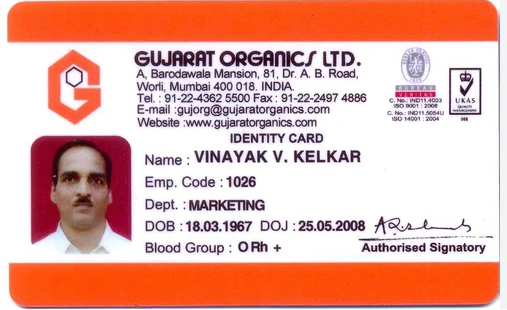 GUJARAT ORGANICS LTD.
A, Barodawala Mansion, 81, Dr. A. B. Road,
Worli, Mumbai 400 018. INDIA.
Tel. : 91-22-4362 5500 Fax : 91-22-2497 4886
E-mail :gujorg@gujaratorganics.com
Website :www.gujaratorganics.com
BUREAU
VERITAS
C. No.: IND11.4003
ISO 9001 : 2008
C. No.: IND11.5054U
ISO 14001 : 2004
UKAS
QUALITY
MANAGEMENT
IDENTITY CARD
Name : VINAYAK V. KELKAR
Emp. Code : 1026
Dept. : MARKETING
DOB : 18.03.1967 DOJ : 25.05.2008
Blood Group : O Rh +
Authorised Signatory